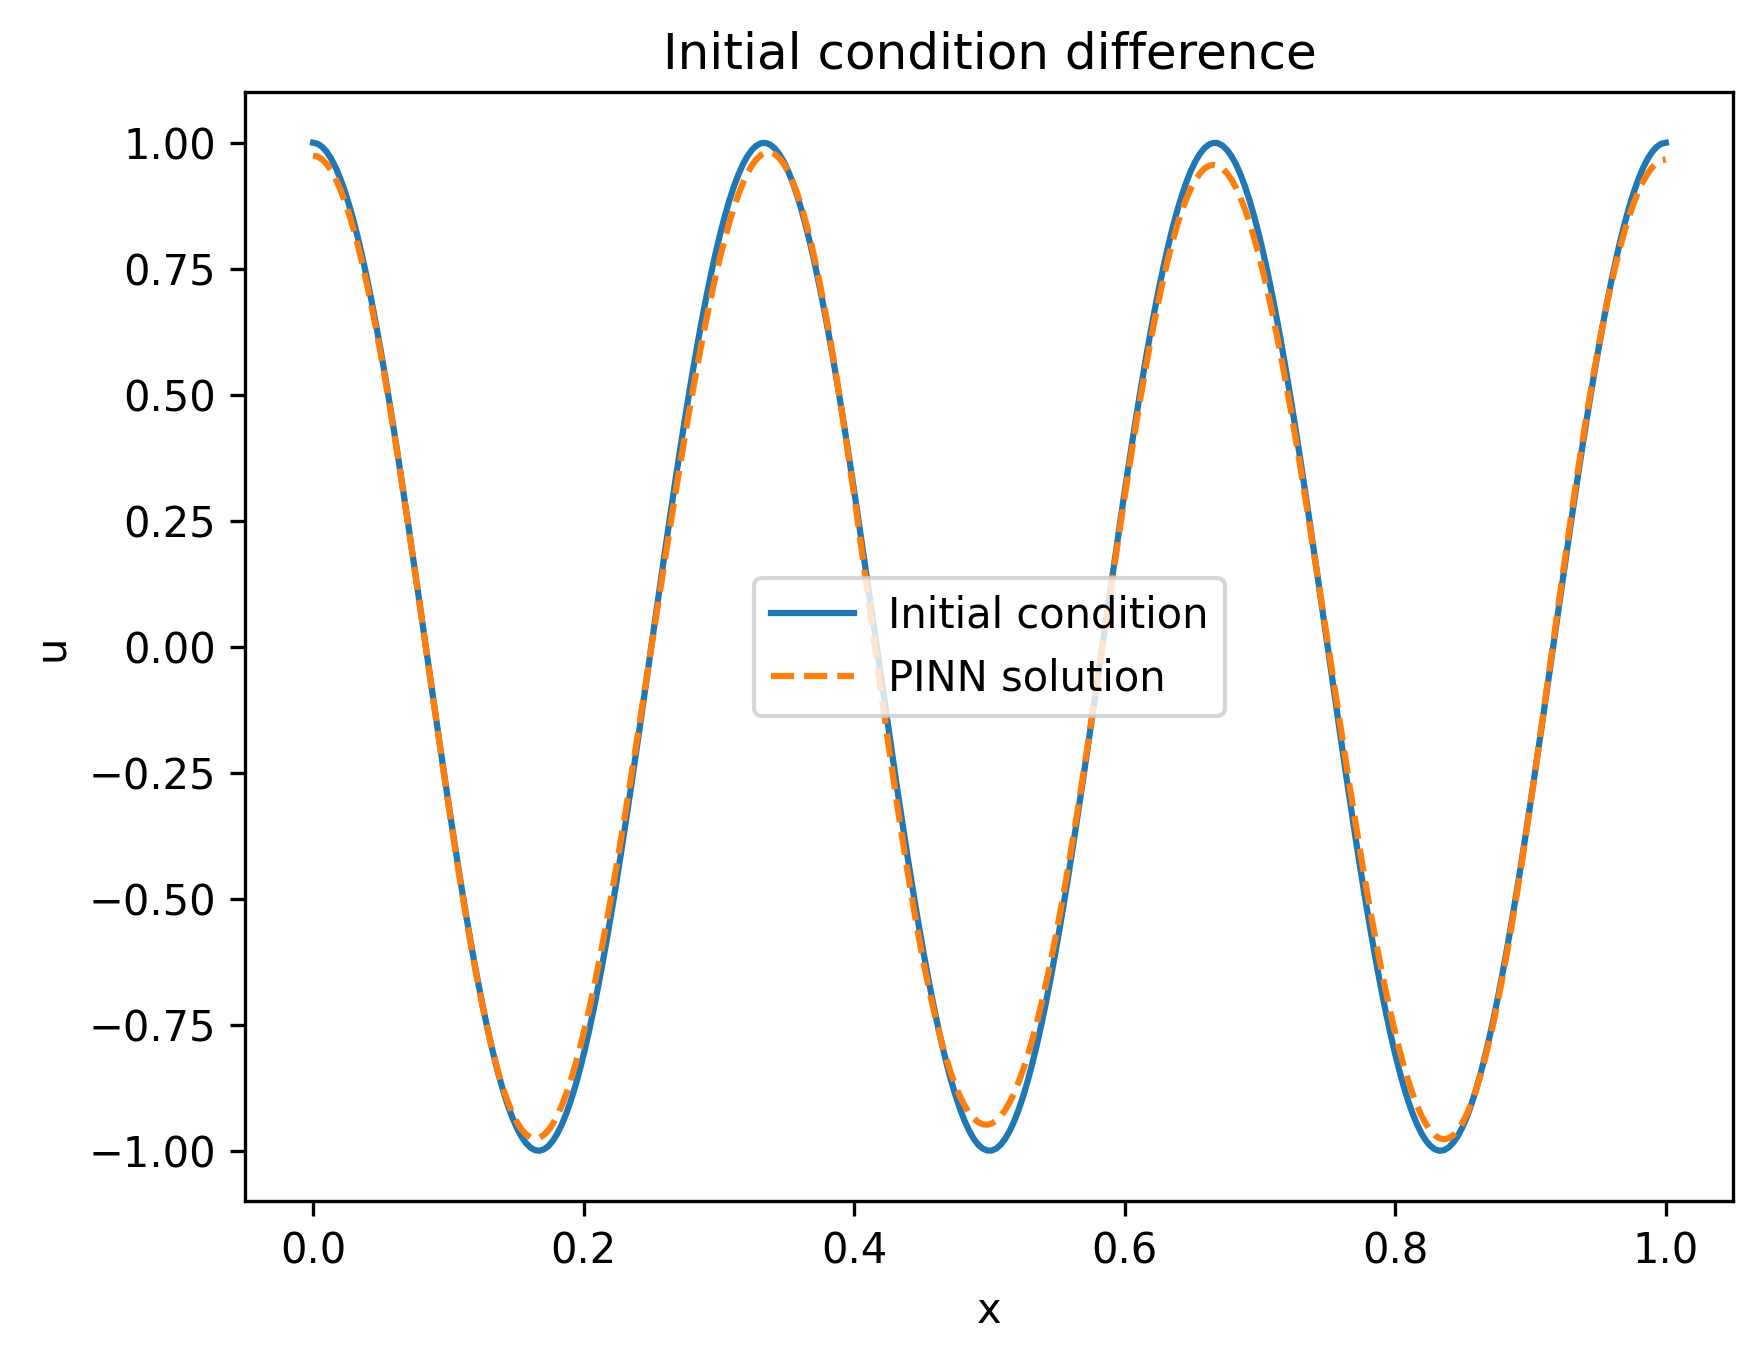 Initial condition difference
1.00
0.75
0.50
0.25
0.00
−0.25
−0.50
−0.75
−1.00
u
Initial condition
PINN solution
0.0 0.2 0.4 0.6 0.8 1.0
x